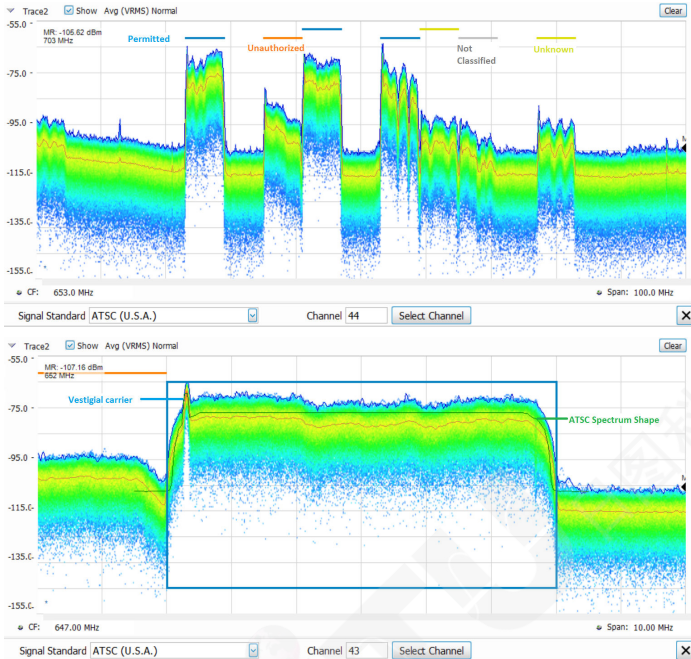 Trace2 Show Avg (VRMS) Normal Clear
-55.0
MR: -105.62 dBm
703 MHz
Permitted
Unauthorized
Not
Classified
Unknown
-75.0
-95.0
-115.0
-135.0
-155.0
CF: 653.0 MHz Span: 100.0 MHz
Signal Standard ATSC (U.S.A.) Channel 44 Select Channel X
Trace2 Show Avg (VRMS) Normal Clear
-55.0
MR: -107.16 dBm
652 MHz
Vestigial carrier
-75.0
ATSC Spectrum Shape
-95.0
-115.0
-135.0
-155.0
CF: 647.00 MHz Span: 10.00 MHz
Signal Standard ATSC (U.S.A.) Channel 43 Select Channel X